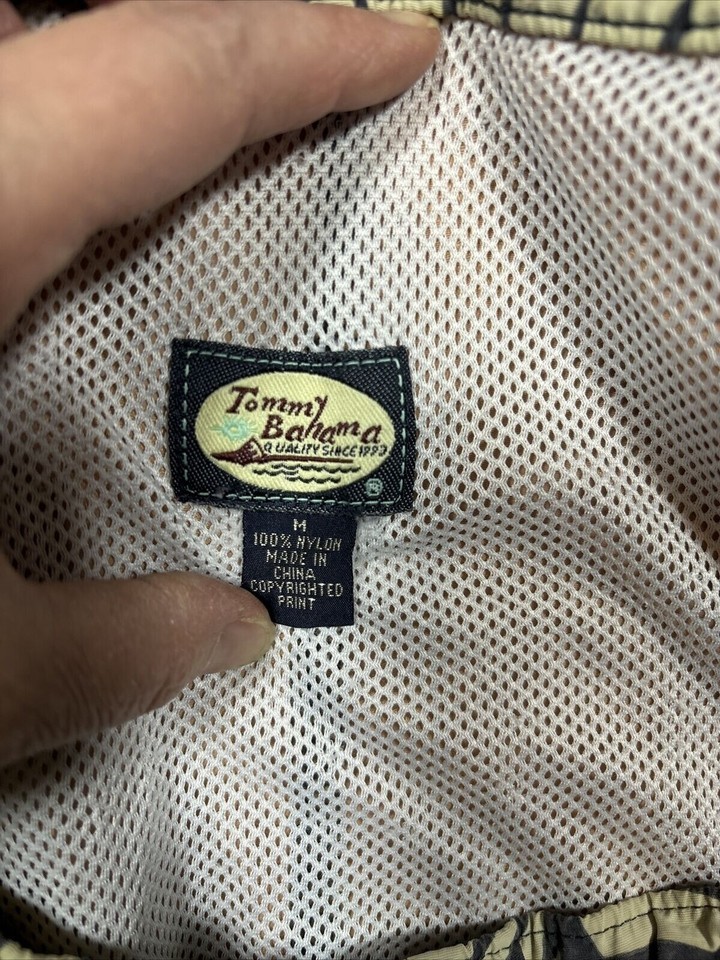 Tommy
Bahama
QUALITY SINCE 1993
®
M
100% NYLON
MADE IN
CHINA
COPYRIGHTED
PRINT